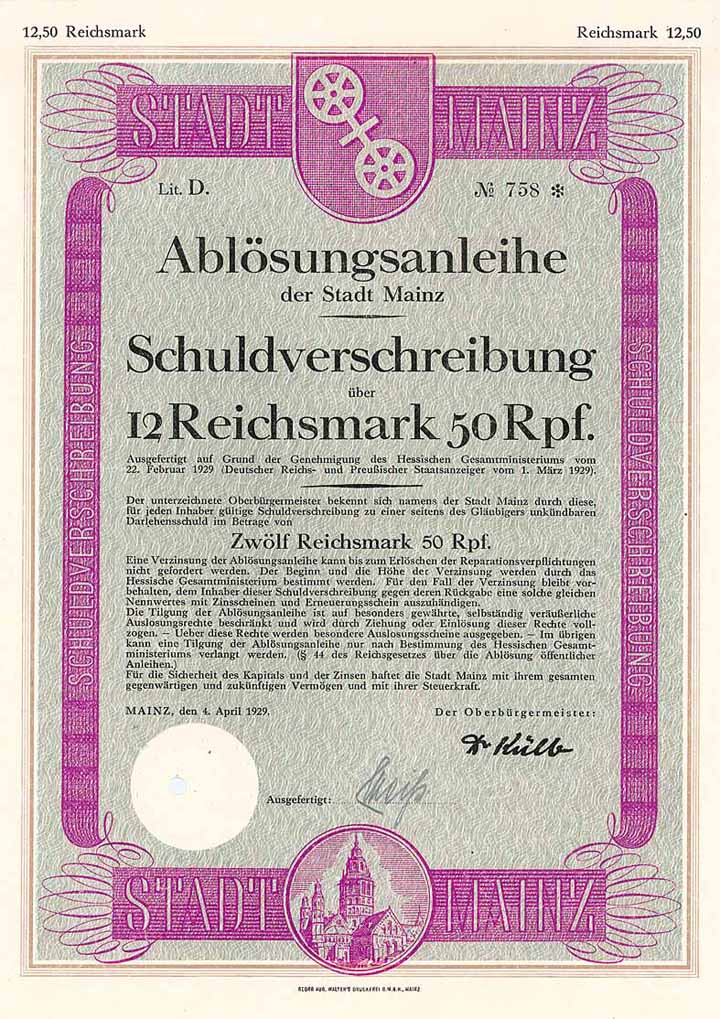 12,50 Reichsmark
Reichsmark 12,50
STADT MAINZ
Lit. D.
№ 758 ✻
Ablösungsanleihe
der Stadt Mainz
Schuldverschreibung
über
12 Reichsmark 50 Rpf.
Ausgefertigt auf Grund der Genehmigung des Hessischen Gesamtministeriums vom
22. Februar 1929 (Deutscher Reichs- und Preußischer Staatsanzeiger vom 1. März 1929).
Der unterzeichnete Oberbürgermeister bekennt sich namens der Stadt Mainz durch diese,
für jeden Inhaber gültige Schuldverschreibung zu einer seitens des Gläubigers unkündbaren
Darlehensschuld im Betrage von
Zwölf Reichsmark 50 Rpf.
Eine Verzinsung der Ablösungsanleihe kann bis zum Erlöschen der Reparationsverpflichtungen
nicht gefordert werden. Der Beginn und die Höhe der Verzinsung werden durch das
Hessische Gesamtministerium bestimmt werden. Für den Fall der Verzinsung bleibt vor-
behalten, dem Inhaber dieser Schuldverschreibung gegen deren Rückgabe eine solche gleichen
Nennwertes mit Zinsscheinen und Erneuerungsschein auszuhändigen.
Die Tilgung der Ablösungsanleihe ist auf besonders gewährte, selbständig veräußerliche
Auslosungsrechte beschränkt und wird durch Ziehung oder Einlösung dieser Rechte voll-
zogen. — Ueber diese Rechte werden besondere Auslosungsscheine ausgegeben. — Im übrigen
kann eine Tilgung der Ablösungsanleihe nur nach Bestimmung des Hessischen Gesamt-
ministeriums verlangt werden. (§ 44 des Reichsgesetzes über die Ablösung öffentlicher
Anleihen.)
Für die Sicherheit des Kapitals und der Zinsen haftet die Stadt Mainz mit ihrem gesamten
gegenwärtigen und zukünftigen Vermögen und mit ihrer Steuerkraft.
MAINZ, den 4. April 1929.
Der Oberbürgermeister:
Dr Külb
Ausgefertigt:
SCHULDVERSCHREIBUNG
SCHULDVERSCHREIBUNG
STADT MAINZ
WALTER'S DRUCKEREI G.M.B.H., MAINZ